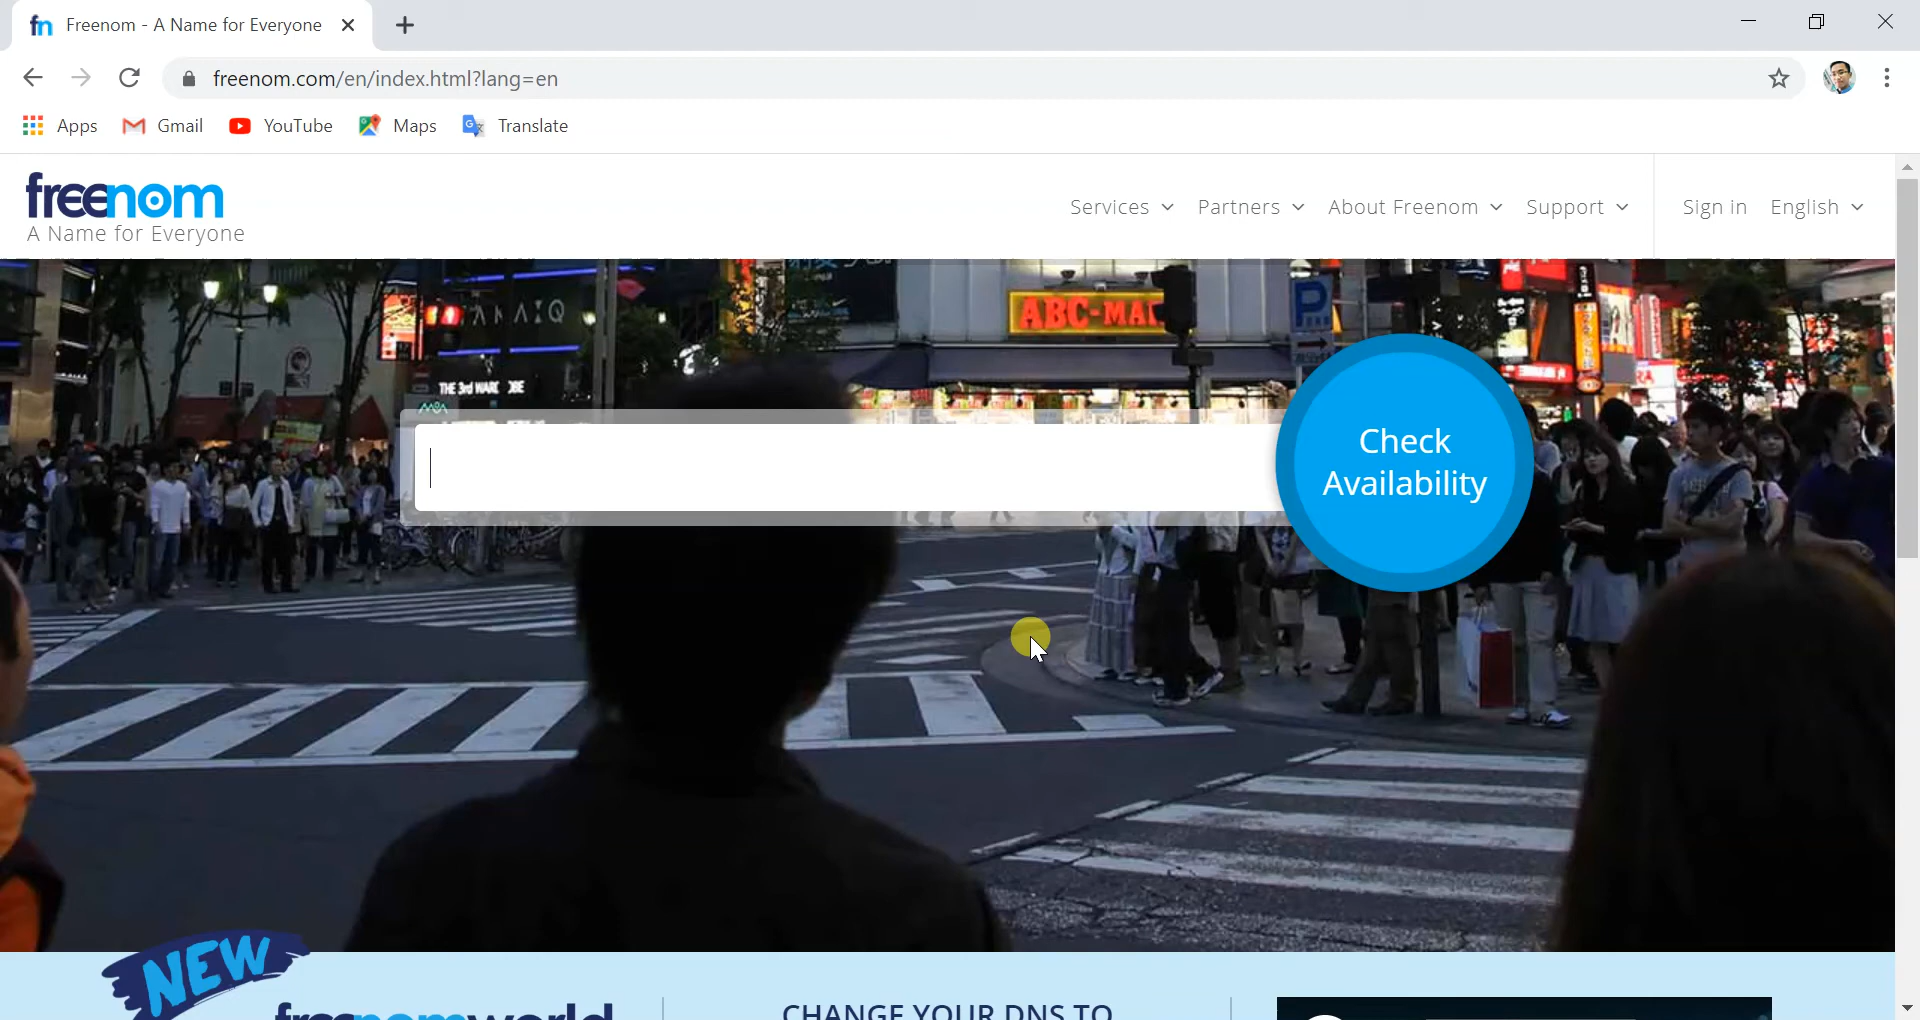 fn Freenom - A Name for Everyone
freenom.com/en/index.html?lang=en
Apps Gmail YouTube Maps Translate
freenom
A Name for Everyone
Services Partners About Freenom Support Sign in English
ABC-MA
P
THE 3rd WAR
Check
Availability
NEW
freenomworld
CHANGE YOUR DNS TO